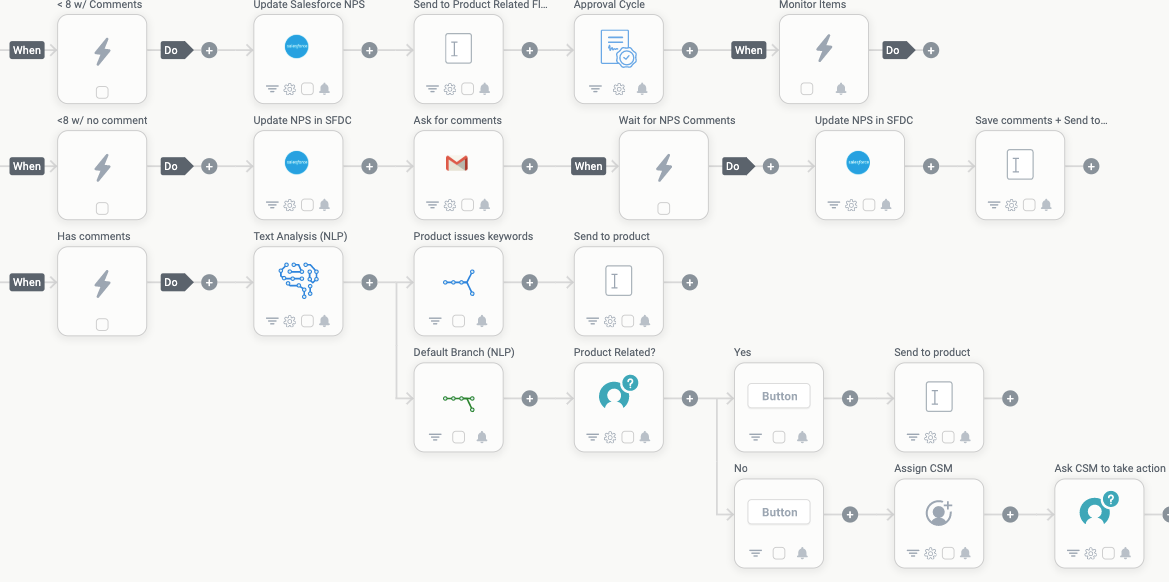 < 8 w/ Comments
Update Salesforce NPS
Send to Product Related Fl...
Approval Cycle
Monitor Items
When
Do
salesforce
When
Do
<8 w/ no comment
Update NPS in SFDC
Ask for comments
Wait for NPS Comments
Update NPS in SFDC
Save comments + Send to...
When
Do
salesforce
When
Do
salesforce
Has comments
Text Analysis (NLP)
Product issues keywords
Send to product
When
Do
Default Branch (NLP)
Product Related?
Yes
Send to product
?
Button
No
Assign CSM
Ask CSM to take action
Button
?